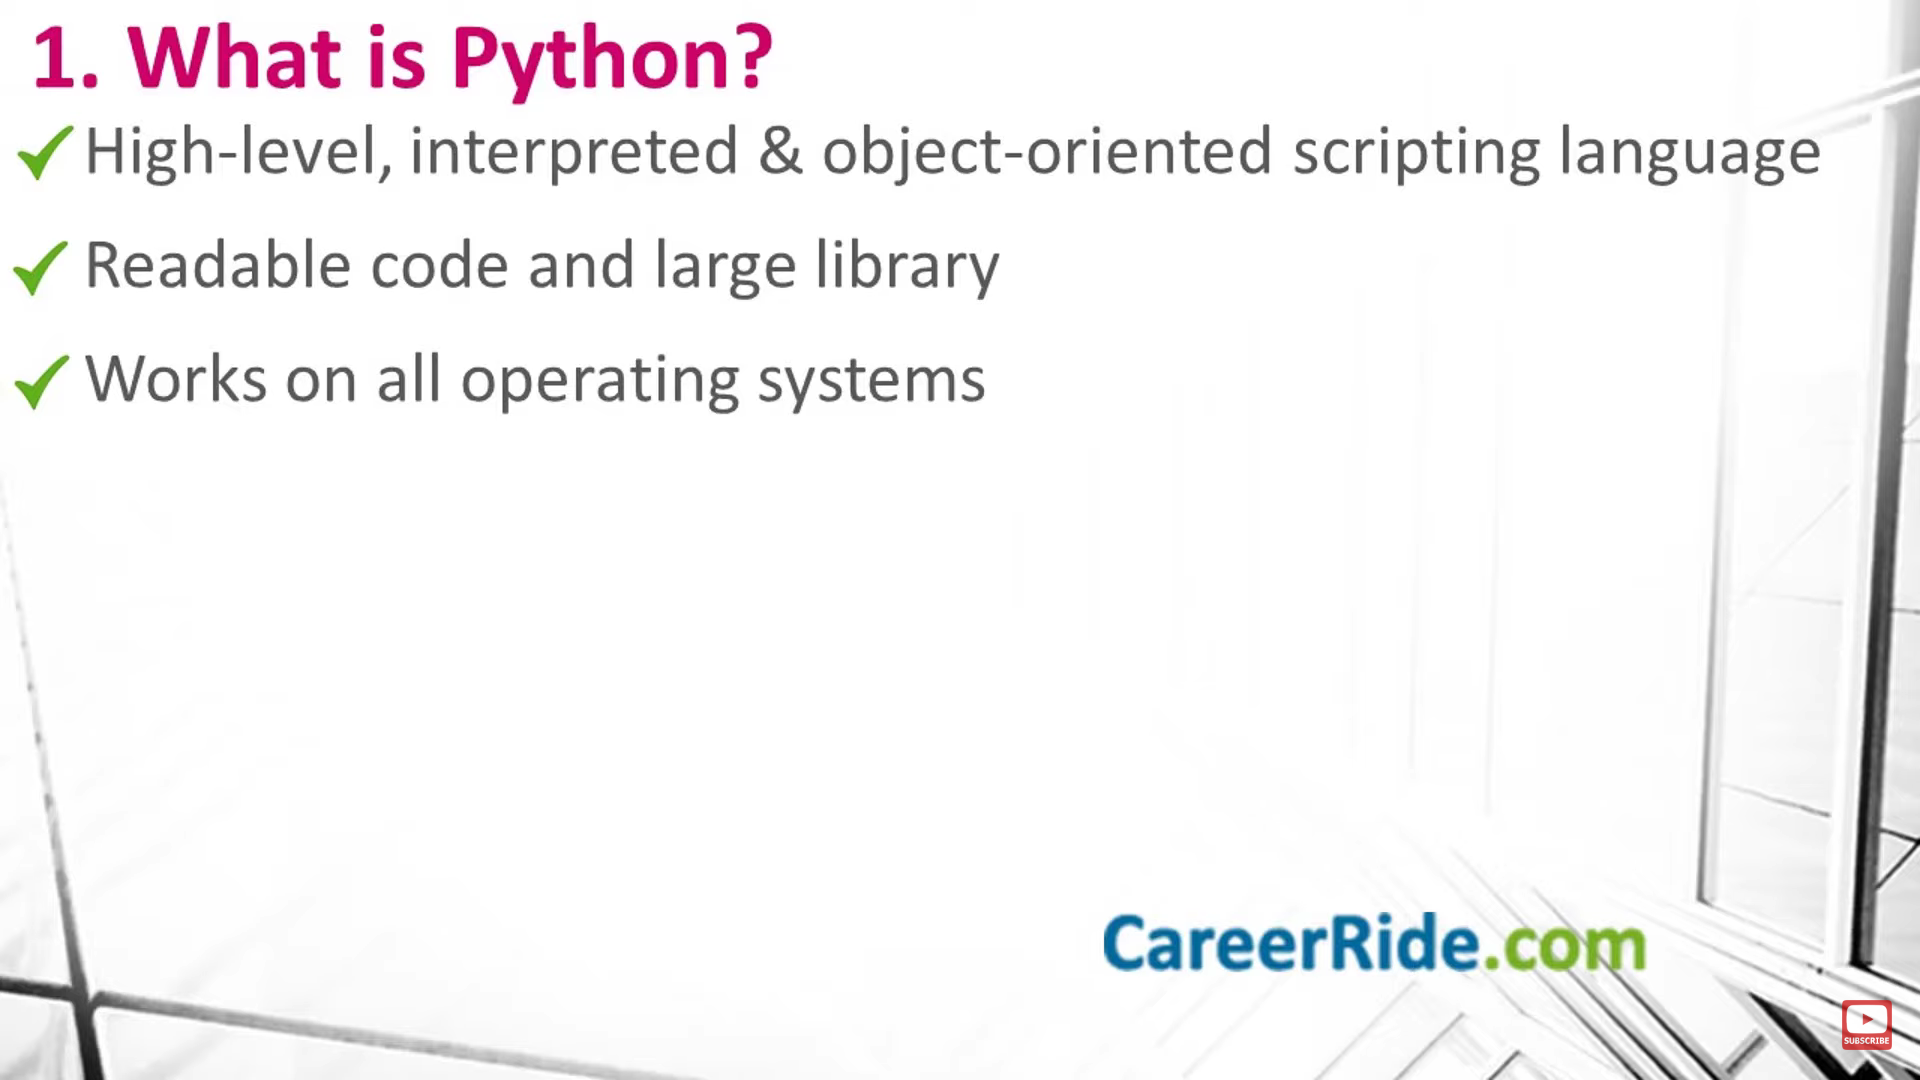 1. What is Python?
High-level, interpreted & object-oriented scripting language
Readable code and large library
Works on all operating systems
CareerRide.com
SUBSCRIBE